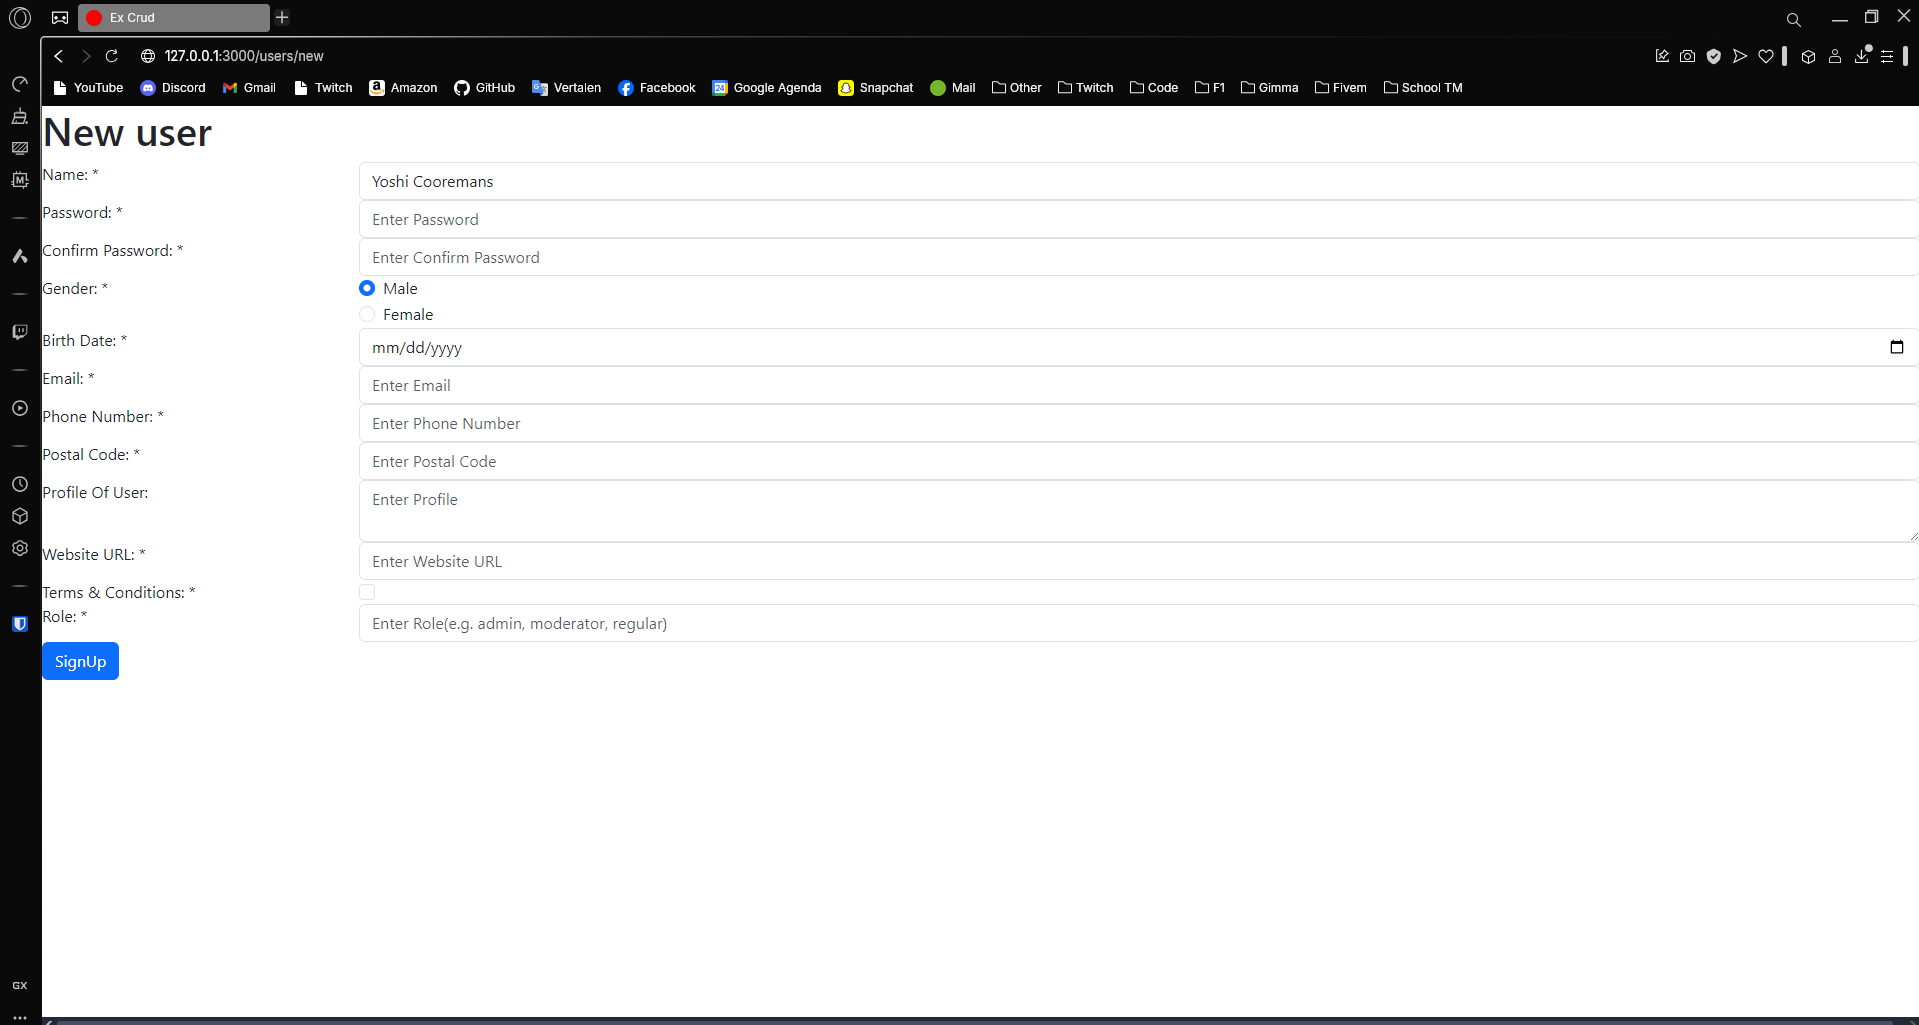 Ex Crud
127.0.0.1:3000/users/new
YouTube Discord Gmail Twitch Amazon GitHub Vertalen Facebook Google Agenda Snapchat Mail Other Twitch Code F1 Gimma Fivem School TM
New user
Name: * Yoshi Cooremans
Password: * Enter Password
Confirm Password: * Enter Confirm Password
Gender: * Male
Female
Birth Date: * mm/dd/yyyy
Email: * Enter Email
Phone Number: * Enter Phone Number
Postal Code: * Enter Postal Code
Profile Of User: Enter Profile
Website URL: * Enter Website URL
Terms & Conditions: *
Role: * Enter Role(e.g. admin, moderator, regular)
SignUp
GX